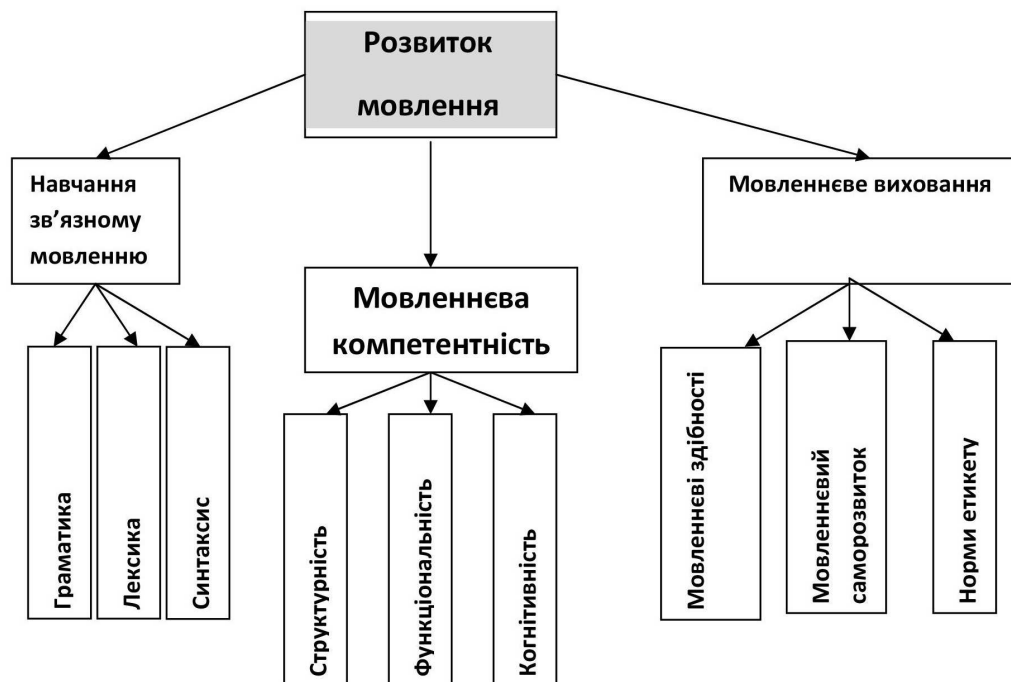 Розвиток
мовлення
Навчання
зв’язному
мовленню
Мовленнєва
компетентність
Мовленнєве виховання
Граматика
Лексика
Синтаксис
Структурність
Функціональність
Когнітивність
Мовленнєві здібності
Мовленнєвий
саморозвиток
Норми етикету